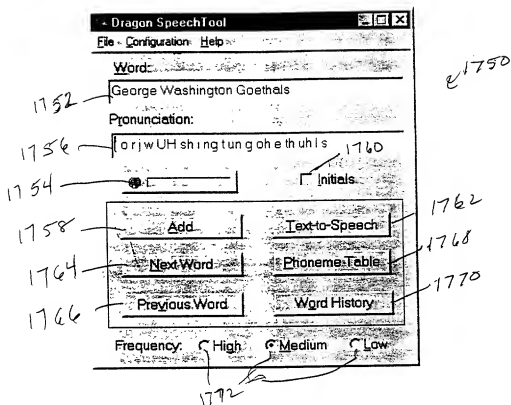 Dragon SpeechTool
File Configuration Help
Word:
1750
1752
George Washington Goethals
Pronunciation:
1756
[orjwUHshingtungohethuhls
1760
1754
Initials
1758
Add
Text-to-Speech
1762
1764
Next Word
Phoneme Table
1768
1766
Previous Word
Word History
1770
Frequency: High Medium Low
1772